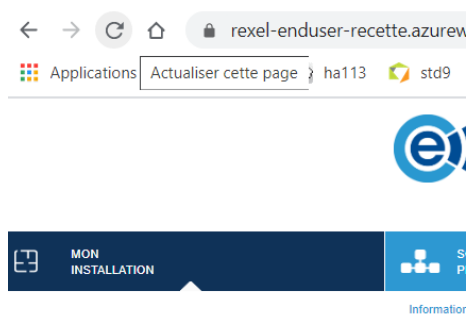 rexel-enduser-recette.azurew
Applications Actualiser cette page ha113 std9
MON
INSTALLATION
Information